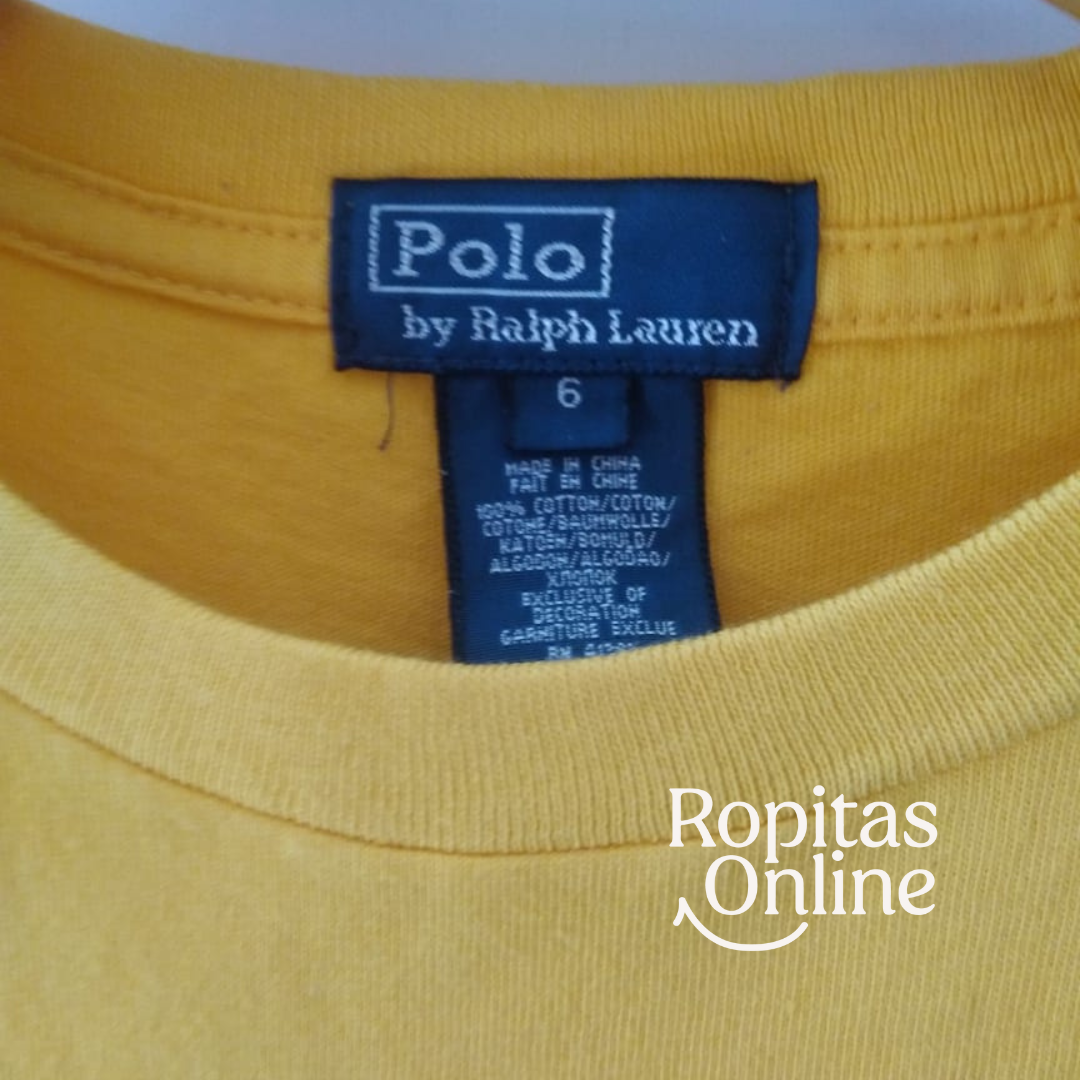 Polo
by Ralph Lauren
6
MADE IN CHINA
FAIT EN CHINE
100% COTTON/COTON/
COTONE/BAUMWOLLE/
KATOEN/BOMULD/
ALGODON/ALGODAO/
ХЛОПОК
EXCLUSIVE OF
DECORATION
GARNITURE EXCLUE
RN
Ropitas
Online